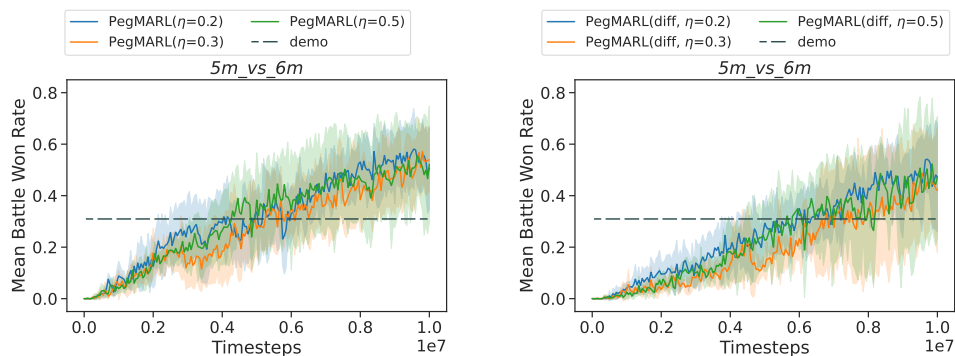 PegMARL(η=0.2) PegMARL(η=0.5)
PegMARL(η=0.3) demo
5m_vs_6m
Mean Battle Won Rate
0.8
0.6
0.4
0.2
0.0
0.0 0.2 0.4 0.6 0.8 1.0
1e7
Timesteps
PegMARL(diff, η=0.2) PegMARL(diff, η=0.5)
PegMARL(diff, η=0.3) demo
5m_vs_6m
Mean Battle Won Rate
0.8
0.6
0.4
0.2
0.0
0.0 0.2 0.4 0.6 0.8 1.0
1e7
Timesteps